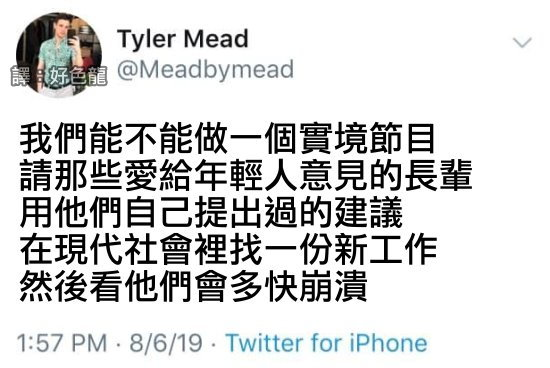 Tyler Mead
@Meadbymead
譯：好色龍
我們能不能做一個實境節目
請那些愛給年輕人意見的長輩
用他們自己提出過的建議
在現代社會裡找一份新工作
然後看他們會多快崩潰
1:57 PM · 8/6/19 · Twitter for iPhone